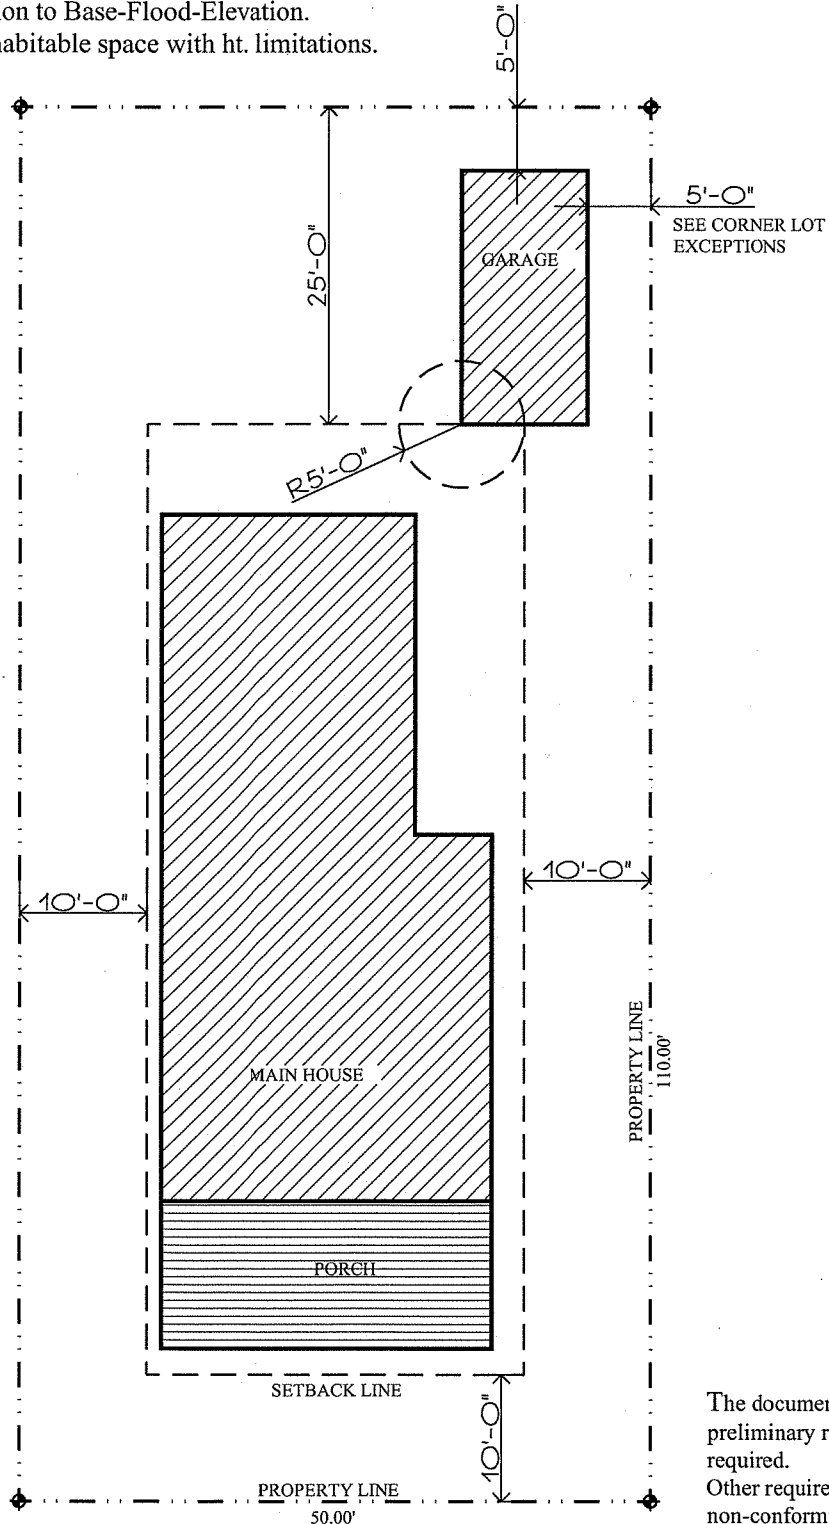 ion to Base-Flood-Elevation.
habitable space with ht. limitations.
5'-0"
25'-0"
5'-0"
SEE CORNER LOT
EXCEPTIONS
GARAGE
R5'-0"
10'-0"
10'-0"
PROPERTY LINE
110.00'
MAIN HOUSE
PORCH
SETBACK LINE
10'-0"
PROPERTY LINE
50.00'
The documen
preliminary r
required.
Other require
non-conform